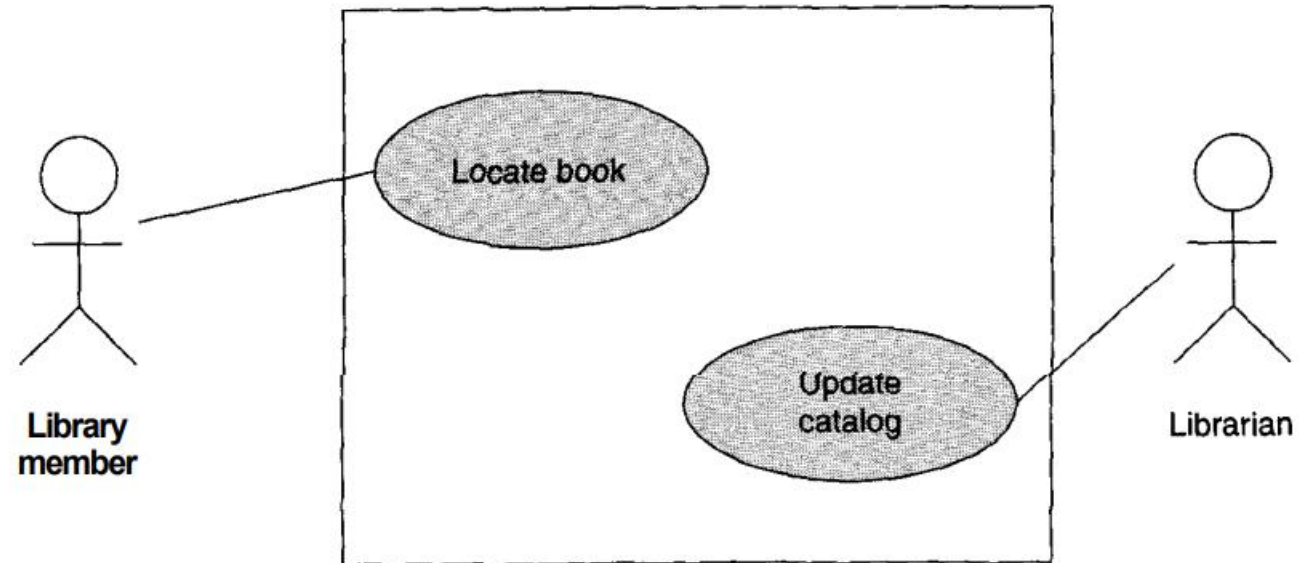 Locate book
Update
catalog
Library
member
Librarian